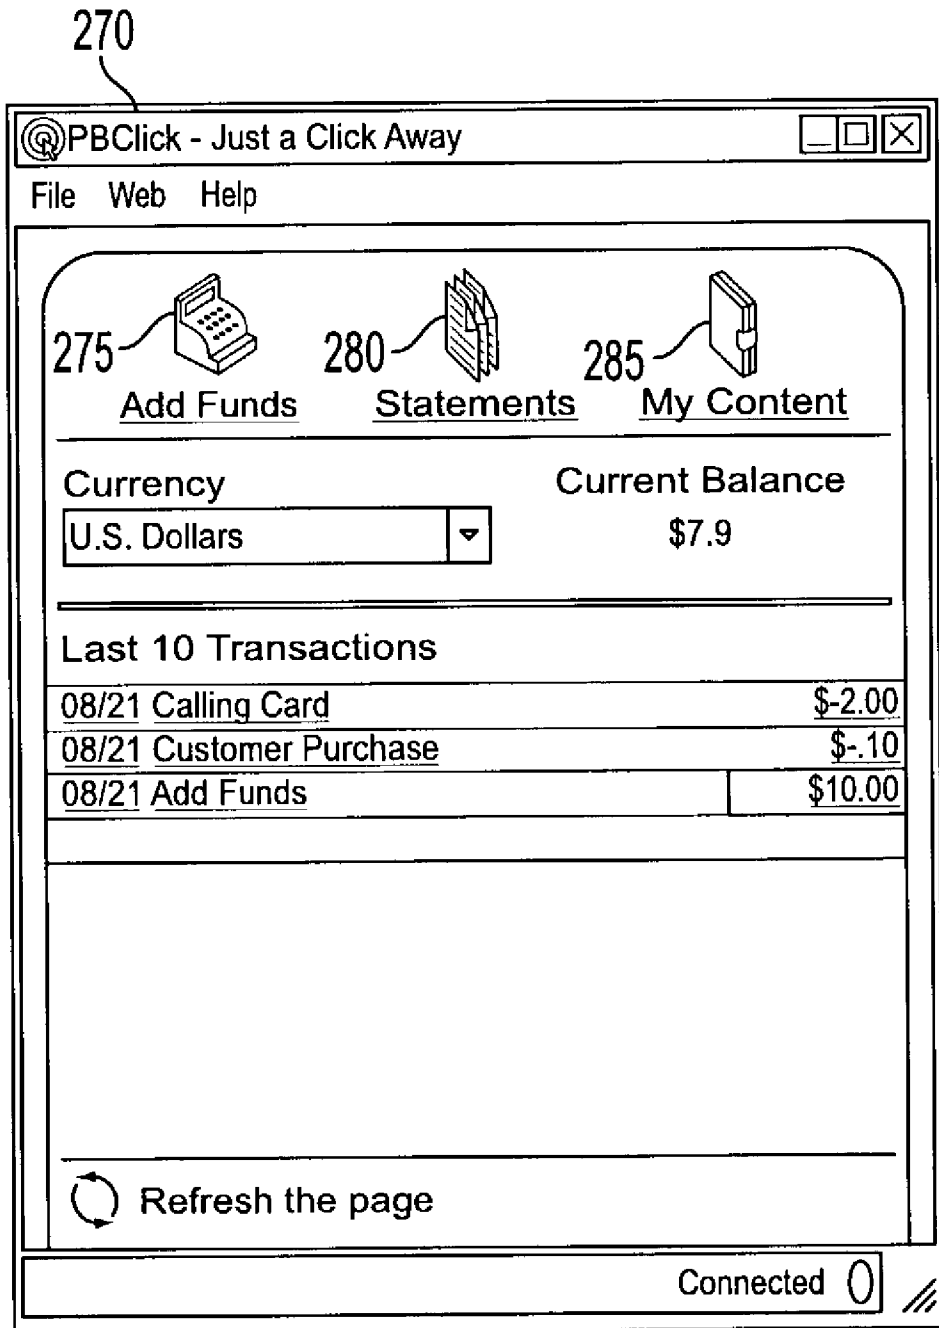 270
PBClick - Just a Click Away
File Web Help
275 280 285
Add Funds Statements My Content
Currency Current Balance
U.S. Dollars $7.9
Last 10 Transactions
08/21 Calling Card $-2.00
08/21 Customer Purchase $-.10
08/21 Add Funds $10.00
Refresh the page
Connected